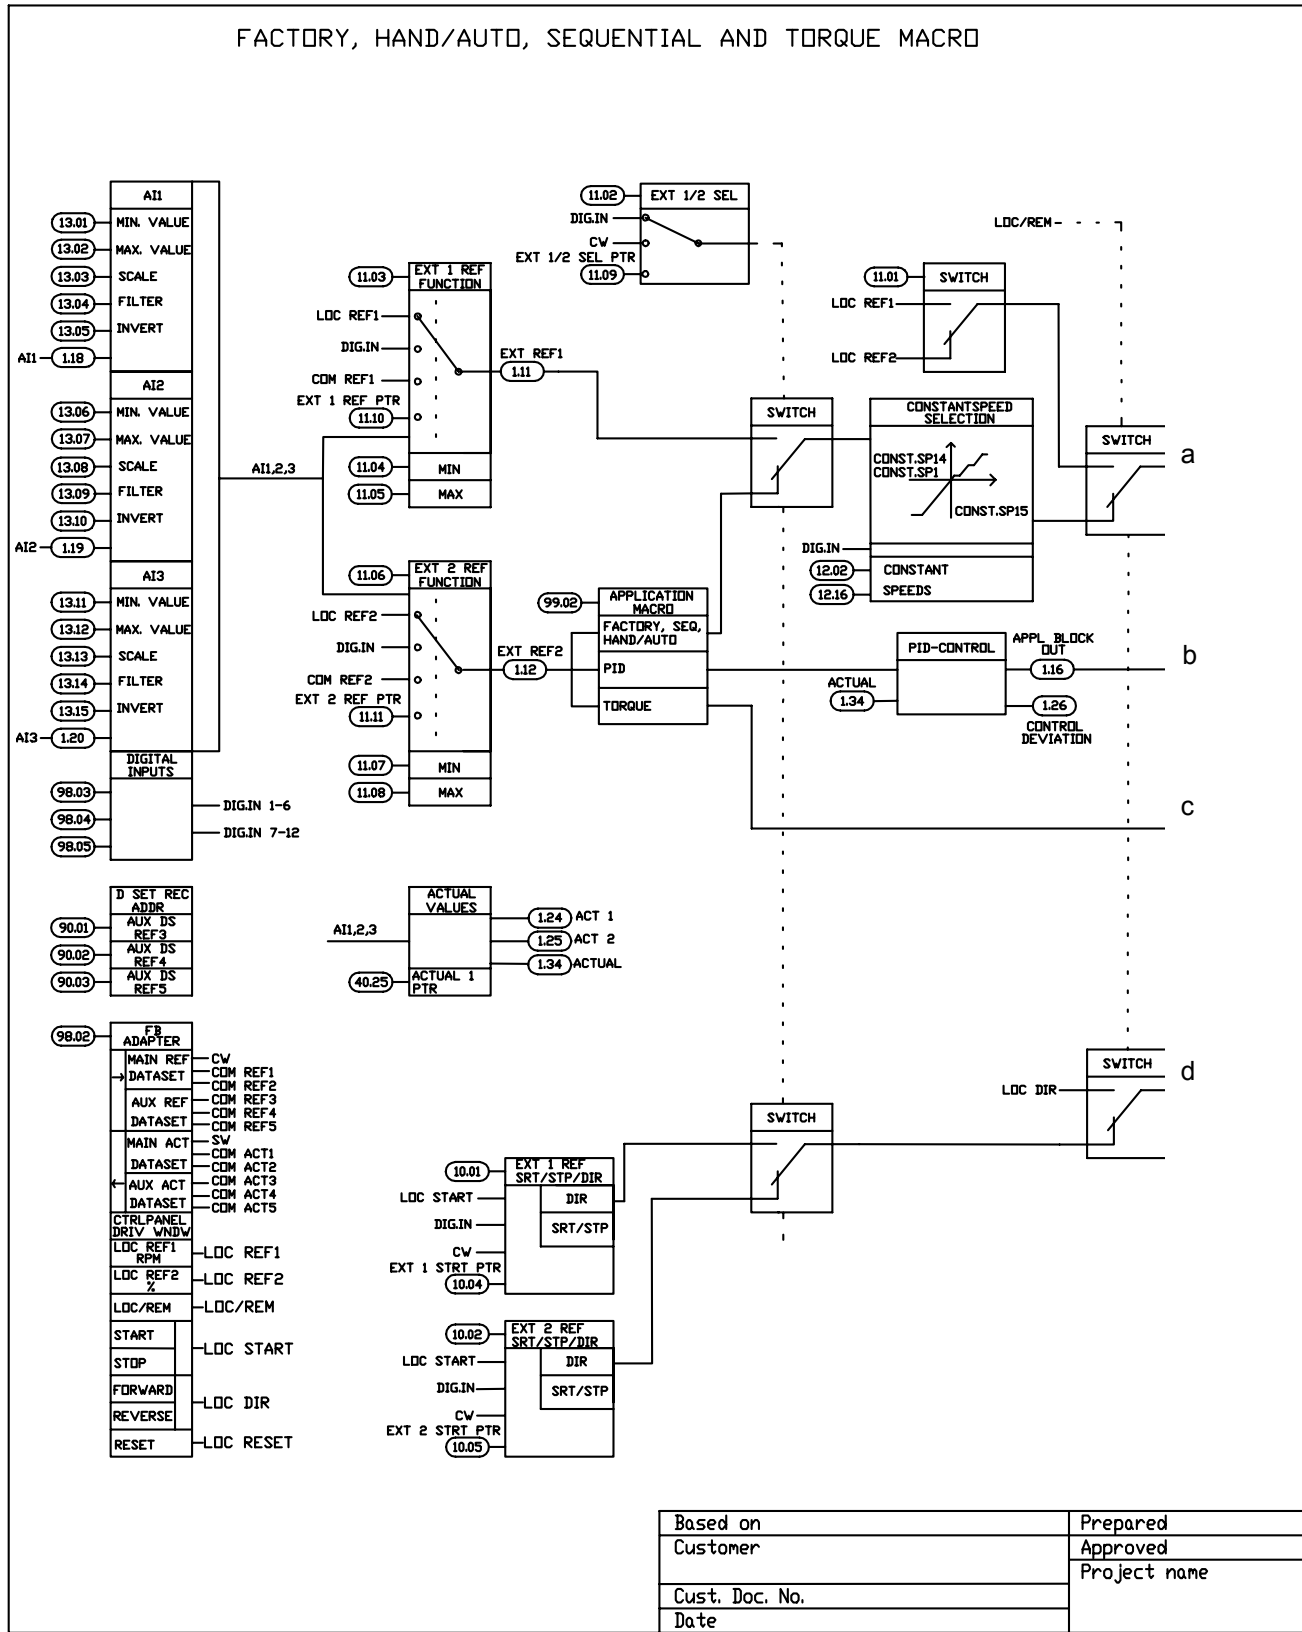 FACTORY, HAND/AUTO, SEQUENTIAL AND TORQUE MACRO
AI1
13.01 MIN. VALUE
13.02 MAX. VALUE
13.03 SCALE
13.04 FILTER
13.05 INVERT
AI1 1.18
AI2
13.06 MIN. VALUE
13.07 MAX. VALUE
13.08 SCALE
13.09 FILTER
13.10 INVERT
AI2 1.19
AI3
13.11 MIN. VALUE
13.12 MAX. VALUE
13.13 SCALE
13.14 FILTER
13.15 INVERT
AI3 1.20
DIGITAL
INPUTS
98.03
98.04
98.05
DIG.IN 1-6
DIG.IN 7-12
AI1,2,3
11.03 EXT 1 REF
FUNCTION
LOC REF1
DIG.IN
COM REF1
EXT 1 REF PTR
11.10
11.04 MIN
11.05 MAX
EXT REF1
1.11
11.06 EXT 2 REF
FUNCTION
LOC REF2
DIG.IN
COM REF2
EXT 2 REF PTR
11.11
11.07 MIN
11.08 MAX
EXT REF2
1.12
11.02 EXT 1/2 SEL
DIG.IN
CW
EXT 1/2 SEL PTR
11.09
99.02 APPLICATION
MACRO
FACTORY, SEQ,
HAND/AUTO
PID
TORQUE
SWITCH
LOC/REM
11.01 SWITCH
LOC REF1
LOC REF2
CONSTANTSPEED
SELECTION
CONST.SP14
CONST.SP1
CONST.SP15
DIG.IN
12.02 CONSTANT
12.16 SPEEDS
SWITCH
a
PID-CONTROL
APPL BLOCK
OUT
1.16
b
ACTUAL
1.34
1.26
CONTROL
DEVIATION
c
D SET REC
ADDR
90.01 AUX DS
REF3
90.02 AUX DS
REF4
90.03 AUX DS
REF5
ACTUAL
VALUES
AI1,2,3
1.24 ACT 1
1.25 ACT 2
1.34 ACTUAL
40.25 ACTUAL 1
PTR
98.02 FB
ADAPTER
MAIN REF
DATASET
CW
COM REF1
COM REF2
AUX REF
DATASET
COM REF3
COM REF4
COM REF5
MAIN ACT
DATASET
SW
COM ACT1
COM ACT2
AUX ACT
DATASET
COM ACT3
COM ACT4
COM ACT5
CTRLPANEL
DRIV WNDW
LOC REF1
RPM
LOC REF1
LOC REF2
%
LOC REF2
LOC/REM LOC/REM
START
STOP
LOC START
FORWARD
REVERSE
LOC DIR
RESET LOC RESET
10.01 EXT 1 REF
SRT/STP/DIR
LOC START DIR
DIG.IN SRT/STP
CW
EXT 1 STRT PTR
10.04
10.02 EXT 2 REF
SRT/STP/DIR
LOC START DIR
DIG.IN SRT/STP
CW
EXT 2 STRT PTR
10.05
SWITCH
LOC DIR
SWITCH
d
Based on
Customer
Cust. Doc. No.
Date
Prepared
Approved
Project name